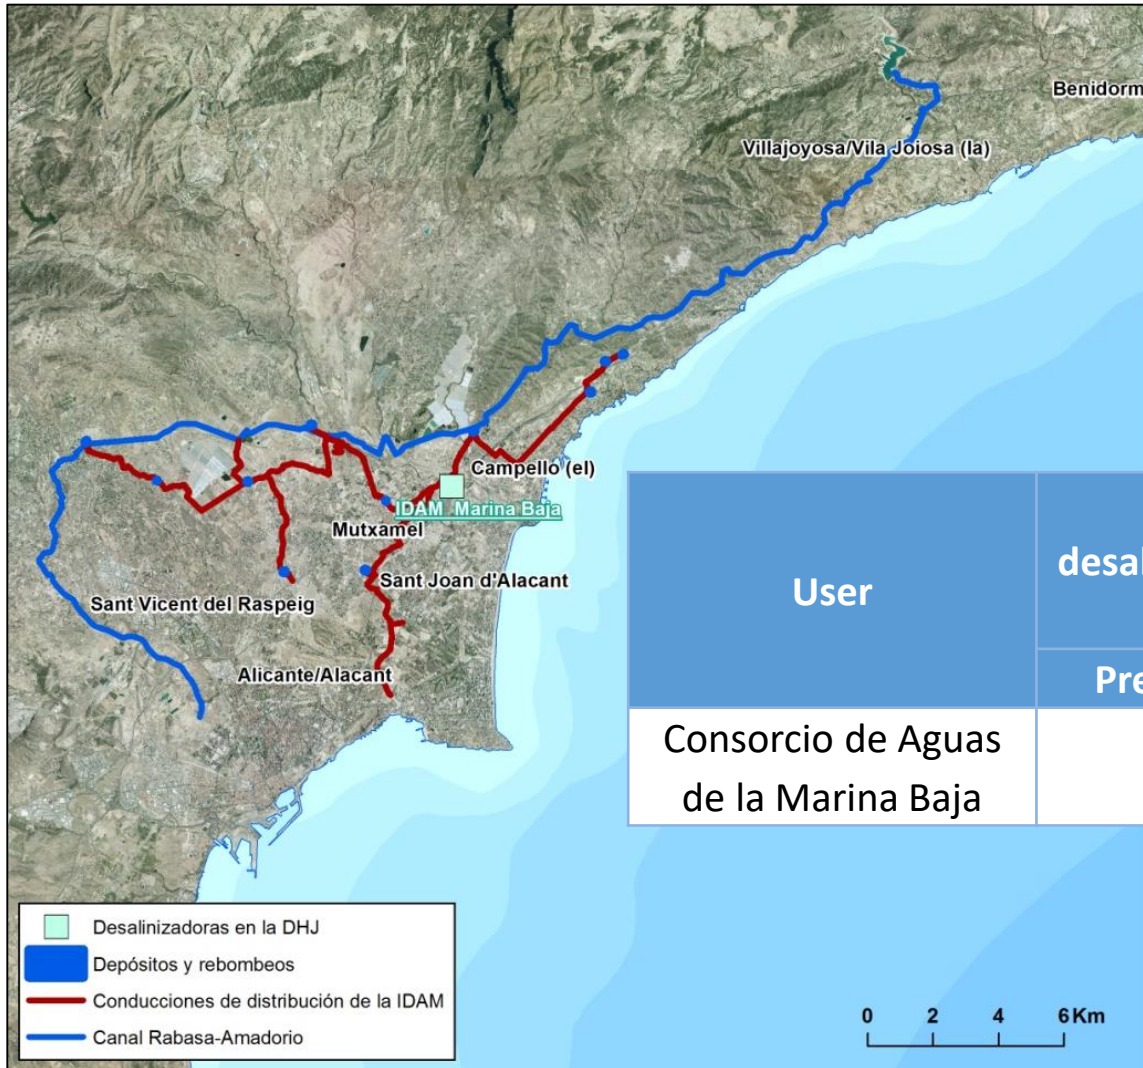 Benidorm
Villajoyosa/Vila Joiosa (la)
Campello (el)
IDAM Marina Baja
Mutxamel
Sant Joan d'Alacant
Sant Vicent del Raspeig
Alicante/Alacant
User
Consorcio de Aguas
de la Marina Baja
Desalinizadoras en la DHJ
Depósitos y rebombeos
Conducciones de distribución de la IDAM
Canal Rabasa-Amadorio
0 2 4 6 Km